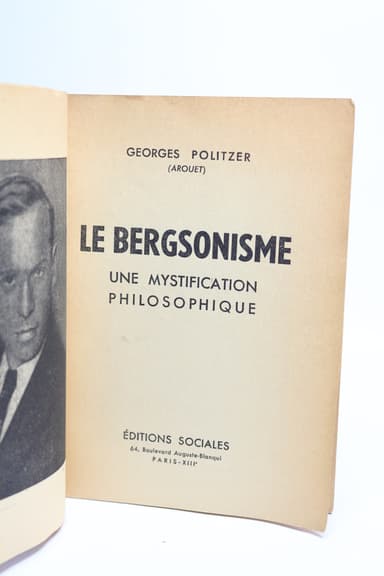 GEORGES POLITZER
(AROUET)
LE BERGSONISME
UNE MYSTIFICATION
PHILOSOPHIQUE
ÉDITIONS SOCIALES
64, Boulevard Auguste-Blanqui
PARIS-XIIIe